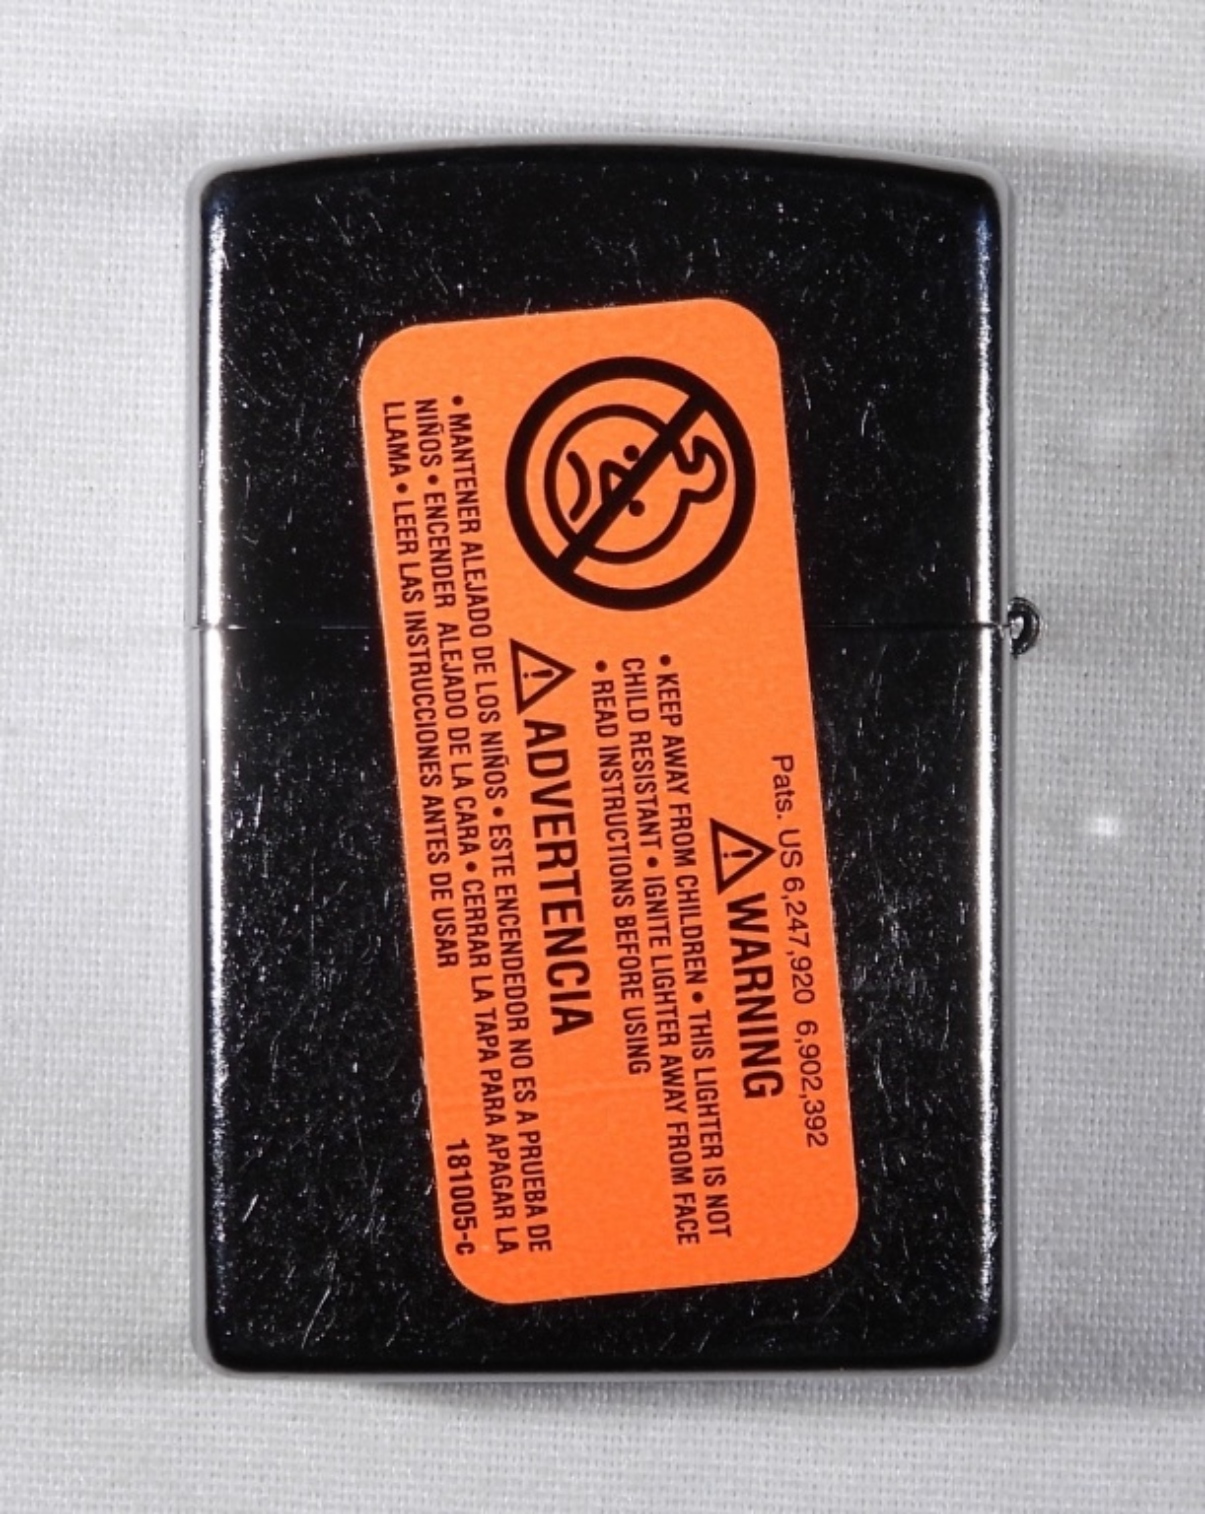 Pats. US 6,247,920 6,902,392
WARNING
• KEEP AWAY FROM CHILDREN • THIS LIGHTER IS NOT
CHILD RESISTANT • IGNITE LIGHTER AWAY FROM FACE
• READ INSTRUCTIONS BEFORE USING
ADVERTENCIA
• MANTENER ALEJADO DE LOS NIÑOS • ESTE ENCENDEDOR NO ES A PRUEBA DE
NIÑOS • ENCENDER ALEJADO DE LA CARA • CERRAR LA TAPA PARA APAGAR LA
LLAMA • LEER LAS INSTRUCCIONES ANTES DE USAR
181005-C